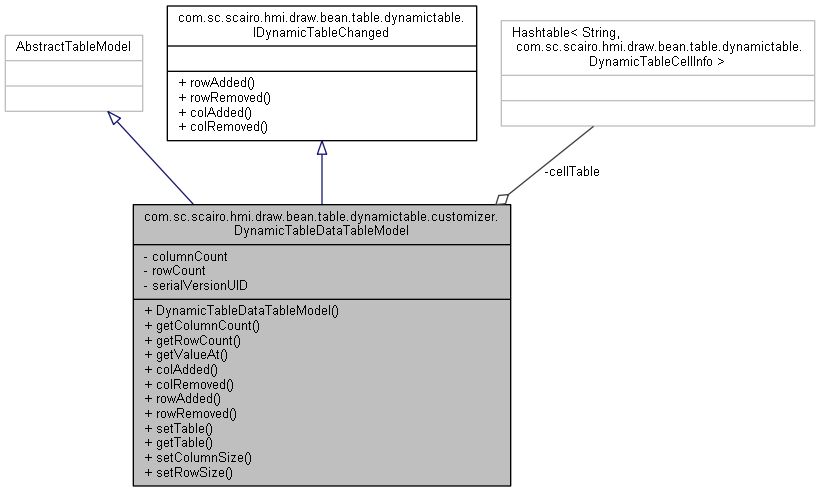 AbstractTableModel
com.sc.scairo.hmi.draw.bean.table.dynamictable.
IDynamicTableChanged
+ rowAdded()
+ rowRemoved()
+ colAdded()
+ colRemoved()
Hashtable< String,
com.sc.scairo.hmi.draw.bean.table.dynamictable.
DynamicTableCellInfo >
-cellTable
com.sc.scairo.hmi.draw.bean.table.dynamictable.customizer.
DynamicTableDataTableModel
- columnCount
- rowCount
- serialVersionUID
+ DynamicTableDataTableModel()
+ getColumnCount()
+ getRowCount()
+ getValueAt()
+ colAdded()
+ colRemoved()
+ rowAdded()
+ rowRemoved()
+ setTable()
+ getTable()
+ setColumnSize()
+ setRowSize()